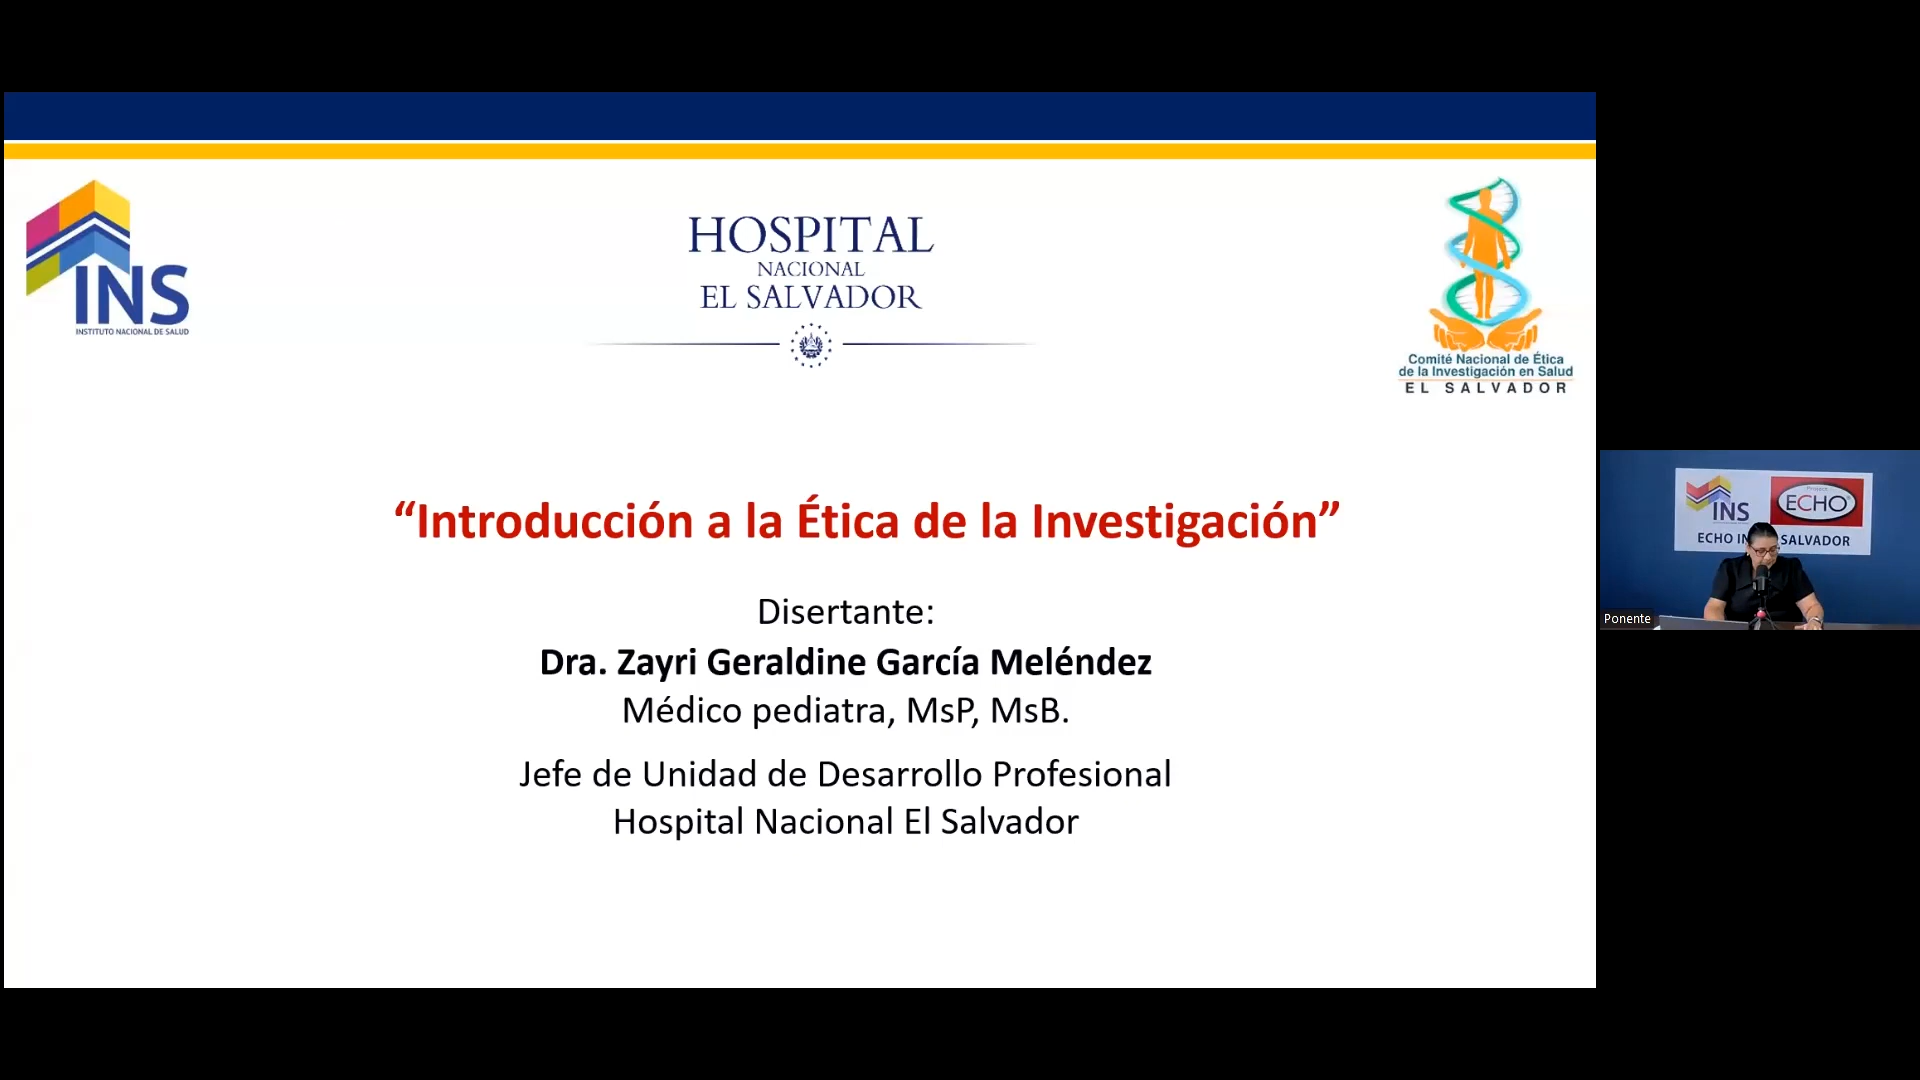 INS
INSTITUTO NACIONAL DE SALUD
HOSPITAL
NACIONAL
EL SALVADOR
Comité Nacional de Ética
de la Investigación en Salud
EL SALVADOR
“Introducción a la Ética de la Investigación”
Disertante:
Dra. Zayri Geraldine García Meléndez
Médico pediatra, MsP, MsB.
Jefe de Unidad de Desarrollo Profesional
Hospital Nacional El Salvador
INS
ECHO
ECHO IN SALVADOR
Ponente